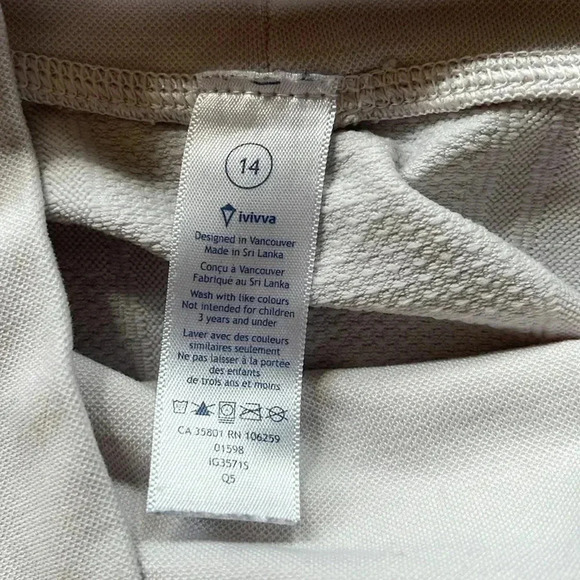 14
ivivva
Designed in Vancouver
Made in Sri Lanka
Conçu à Vancouver
Fabrique au Sri Lanka
Wash with like colours
Not intended for children
3 years and under
Laver avec des couleurs
similaires seulement
Ne pas laisser à la portée
des enfants
de trois ans et moins
CA 35801 RN 106259
01598
IG3571S
Q5